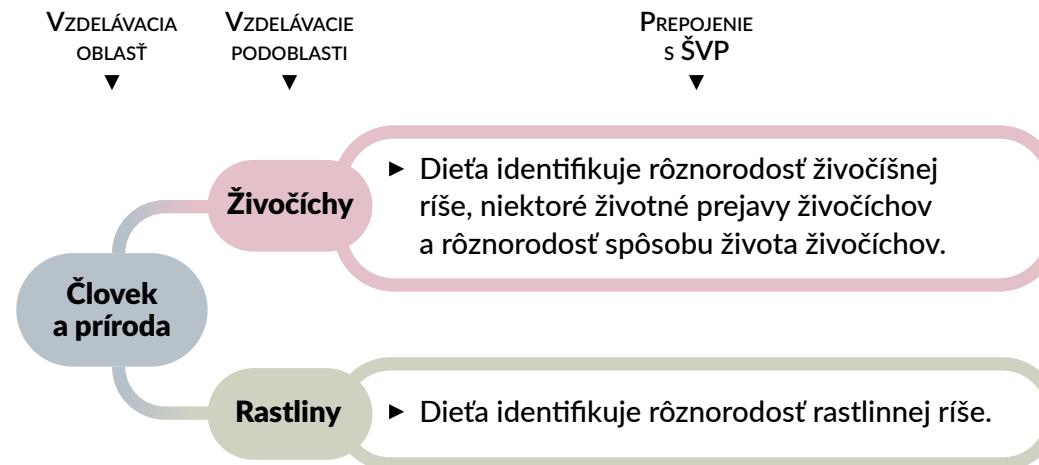 VZDELÁVACIA
OBLASŤ
VZDELÁVACIE
PODOBLASTI
PREPOJENIE
S ŠVP
▼
▼
▼
Živočíchy
► Dieťa identifikuje rôznorodosť živočíšnej
ríše, niektoré životné prejavy živočíchov
a rôznorodosť spôsobu života živočíchov.
Človek
a príroda
Rastliny
► Dieťa identifikuje rôznorodosť rastlinnej ríše.